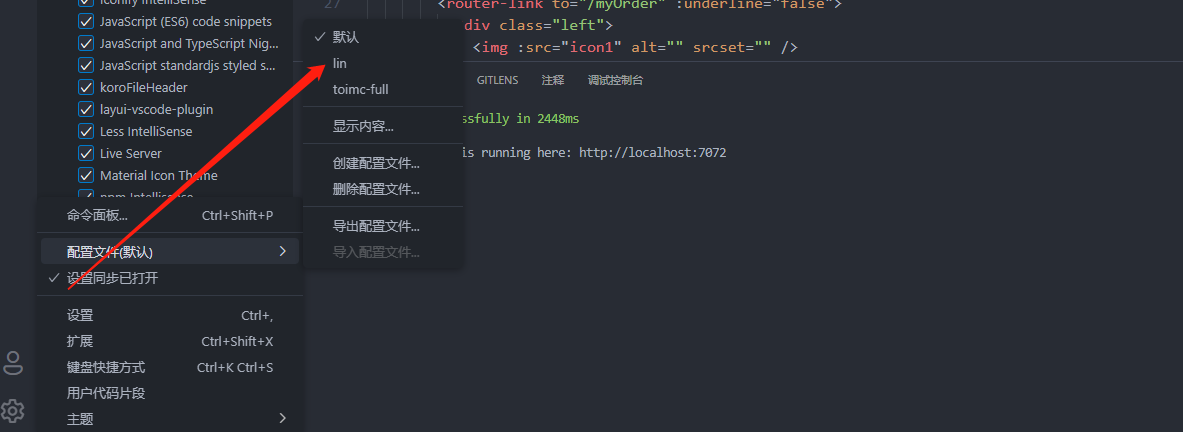 Iconify IntelliSense
JavaScript (ES6) code snippets
JavaScript and TypeScript Nig...
JavaScript standardjs styled s...
koroFileHeader
layui-vscode-plugin
Less IntelliSense
Live Server
Material Icon Theme
npm Intellisense
命令面板... Ctrl+Shift+P
配置文件(默认)
设置同步已打开
设置 Ctrl+,
扩展 Ctrl+Shift+X
键盘快捷方式 Ctrl+K Ctrl+S
用户代码片段
主题
默认
lin
toimc-full
显示内容...
创建配置文件...
删除配置文件...
导出配置文件...
导入配置文件...
27 <router-link to="/myOrder" :underline="false">
div class="left">
<img :src="icon1" alt="" srcset="" />
GITLENS 注释 调试控制台
ssfully in 2448ms
is running here: http://localhost:7072